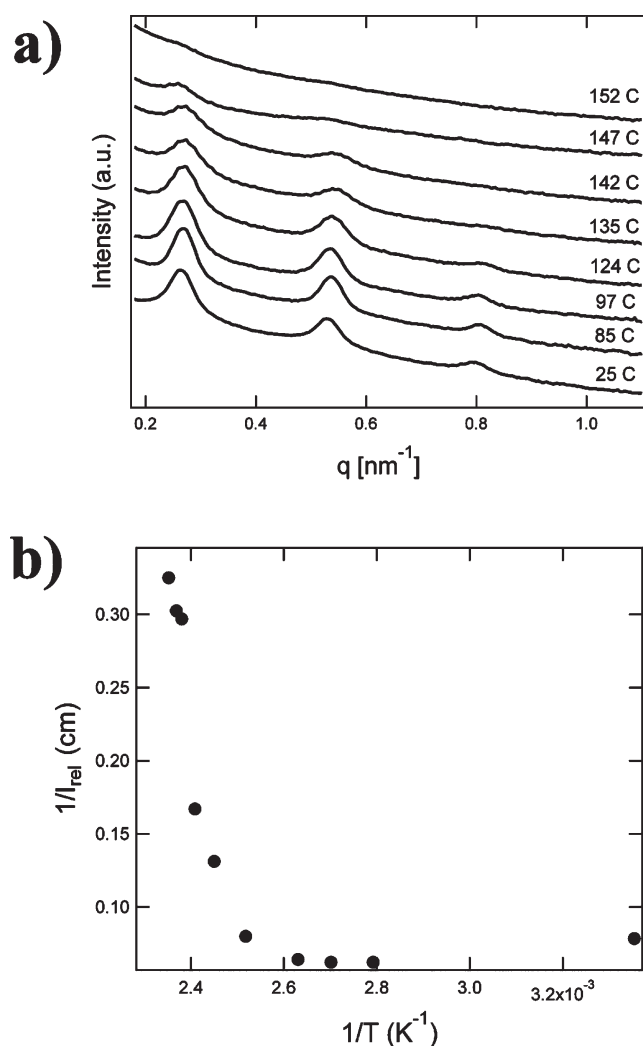 a)
Intensity (a.u.)
152 C
147 C
142 C
135 C
124 C
97 C
85 C
25 C
0.2 0.4 0.6 0.8 1.0
q [nm⁻¹]
b)
1/I_rel (cm)
0.30
0.25
0.20
0.15
0.10
2.4 2.6 2.8 3.0 3.2x10⁻³
1/T (K⁻¹)